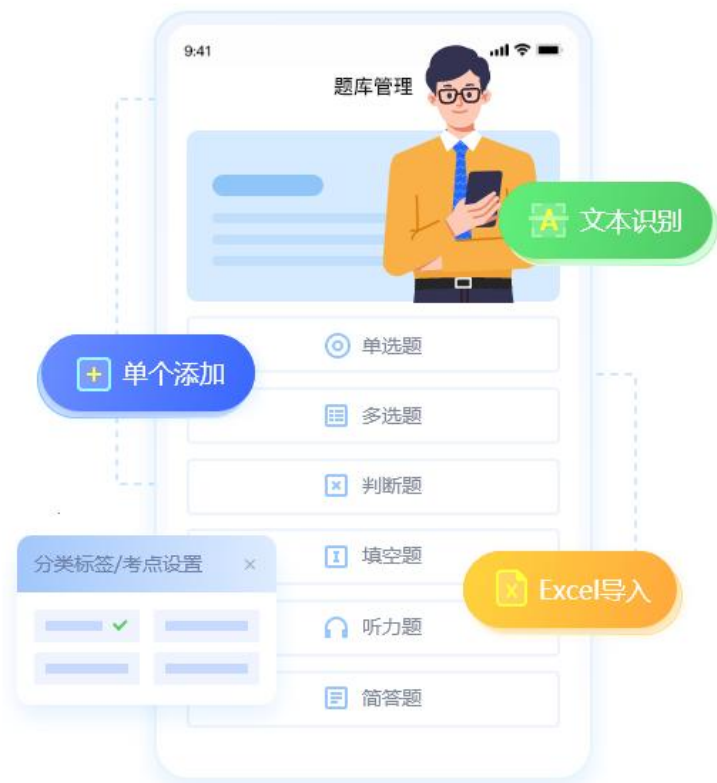 9:41
题库管理
A 文本识别
单选题
单个添加
多选题
判断题
分类标签/考点设置
填空题
Excel导入
听力题
简答题